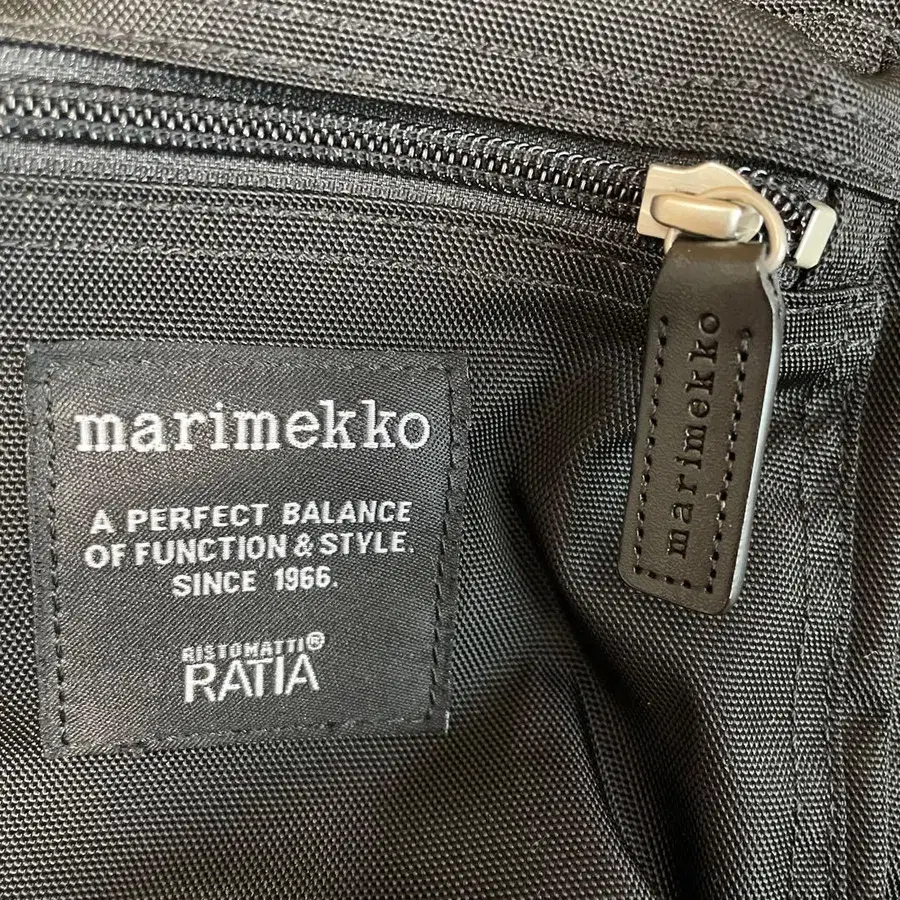 marimekko
A PERFECT BALANCE
OF FUNCTION & STYLE.
SINCE 1966.
RISTOMATTI®
RATIA
marimekko